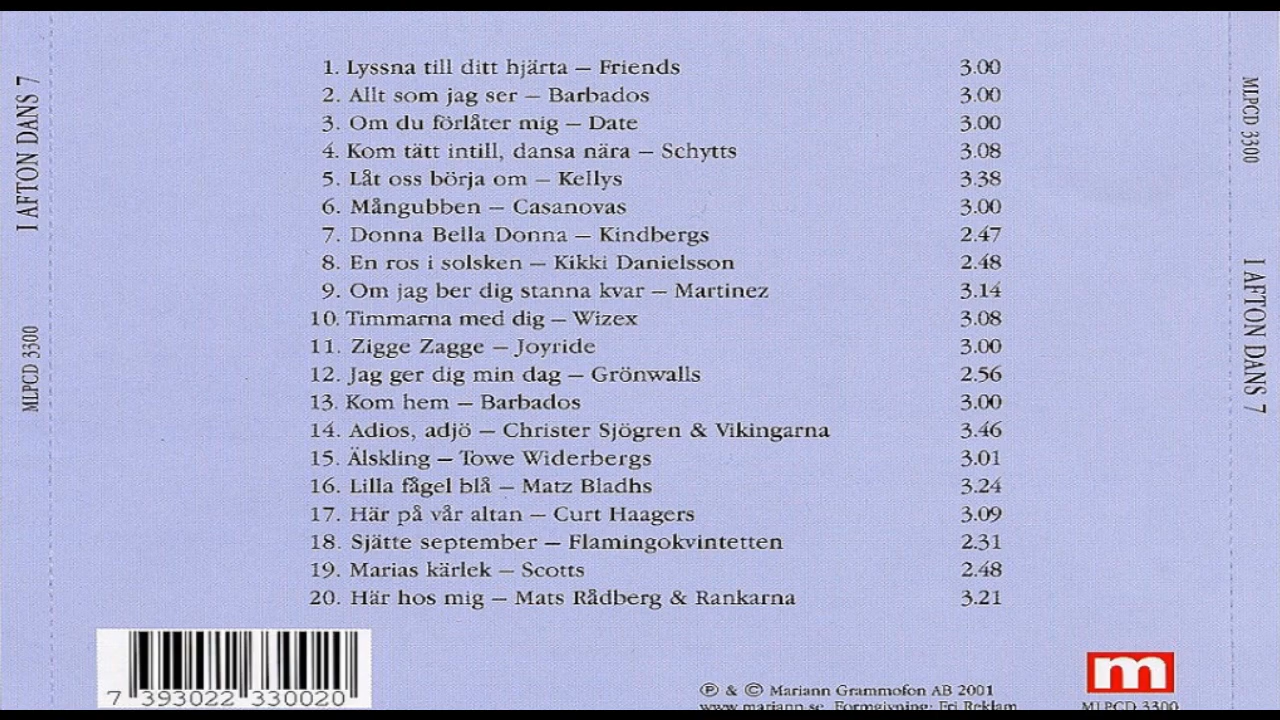 I AFTON DANS 7
MLPCD 3300
1. Lyssna till ditt hjärta – Friends 3.00
2. Allt som jag ser – Barbados 3.00
3. Om du förlåter mig – Date 3.00
4. Kom tätt intill, dansa nära – Schytts 3.08
5. Låt oss börja om – Kellys 3.38
6. Mångubben – Casanovas 3.00
7. Donna Bella Donna – Kindbergs 2.47
8. En ros i solsken – Kikki Danielsson 2.48
9. Om jag ber dig stanna kvar – Martinez 3.14
10. Timmarna med dig – Wizex 3.08
11. Zigge Zagge – Joyride 3.00
12. Jag ger dig min dag – Grönwalls 2.56
13. Kom hem – Barbados 3.00
14. Adios, adjö – Christer Sjögren & Vikingarna 3.46
15. Älskling – Towe Widerbergs 3.01
16. Lilla fågel blå – Matz Bladhs 3.24
17. Här på vår altan – Curt Haagers 3.09
18. Sjätte september – Flamingokvintetten 2.31
19. Marias kärlek – Scotts 2.48
20. Här hos mig – Mats Rådberg & Rankarna 3.21
7 393022 330020
℗ & © Mariann Grammofon AB 2001
www.mariann.se Formgivning: Fri Reklam
m
MLPCD 3300
MLPCD 3300
I AFTON DANS 7